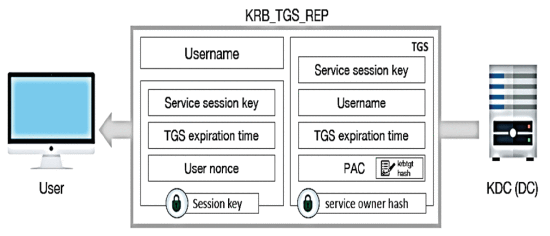 KRB_TGS_REP
Username
Service session key
TGS expiration time
User nonce
Session key
TGS
Service session key
Username
TGS expiration time
PAC
krbtgt
hash
service owner hash
User
KDC (DC)